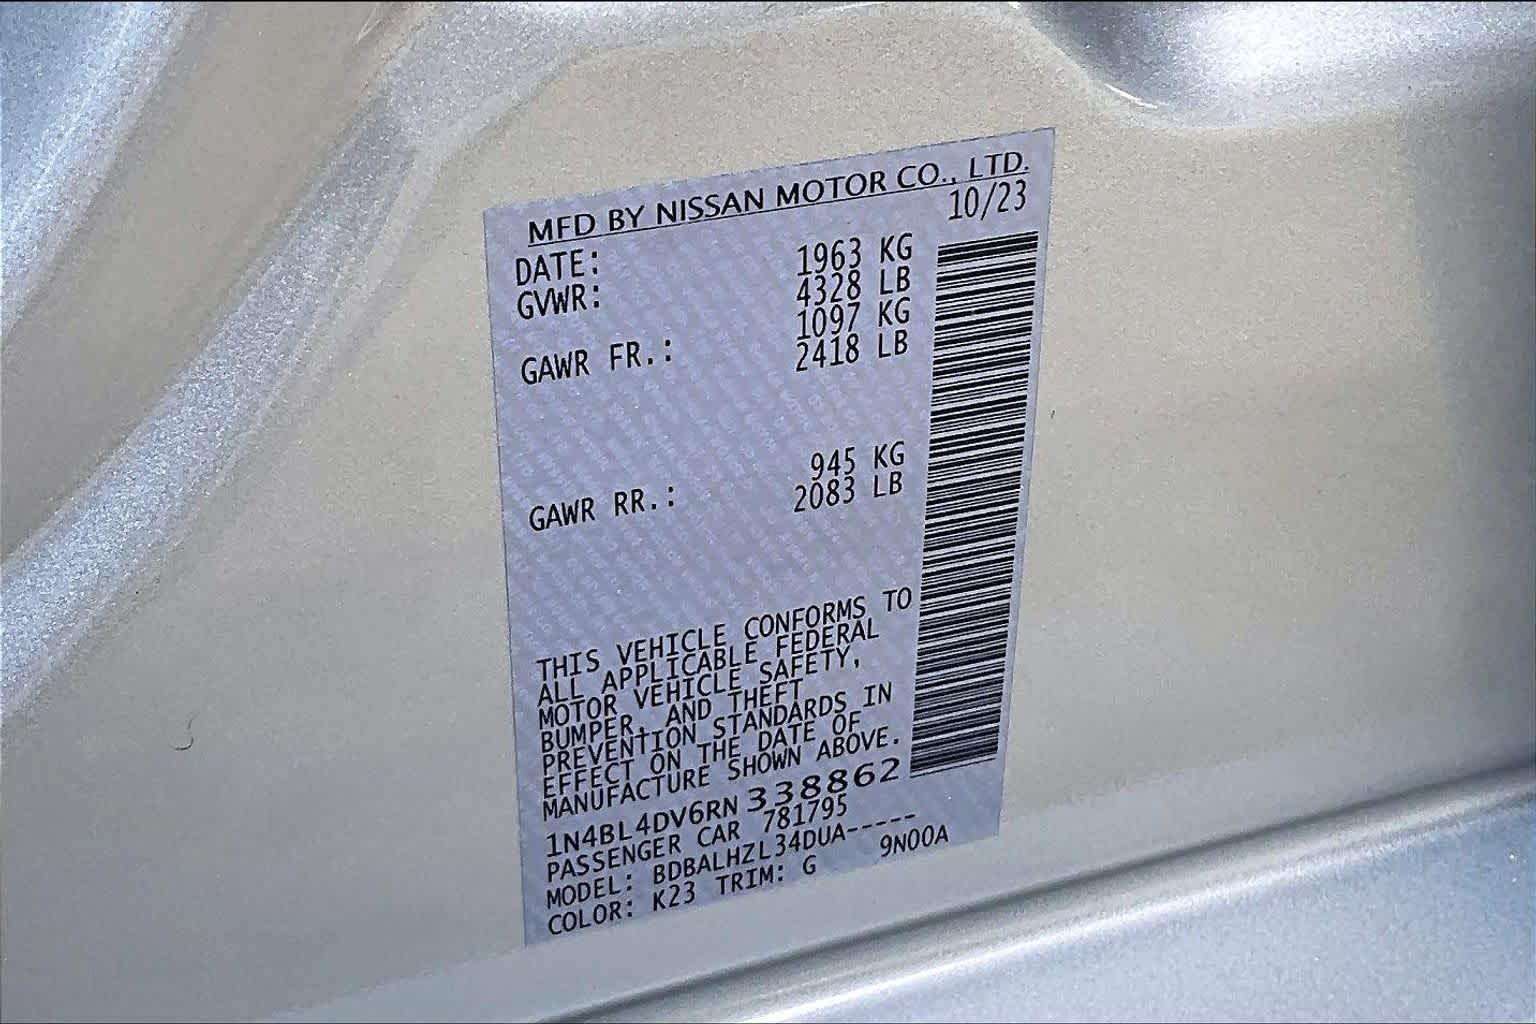 MFD BY NISSAN MOTOR CO., LTD.
DATE: 10/23
GVWR: 1963 KG
4328 LB
GAWR FR.: 1097 KG
2418 LB
GAWR RR.: 945 KG
2083 LB
THIS VEHICLE CONFORMS TO
ALL APPLICABLE FEDERAL
MOTOR VEHICLE SAFETY,
BUMPER, AND THEFT
PREVENTION STANDARDS IN
EFFECT ON THE DATE OF
MANUFACTURE SHOWN ABOVE.
1N4BL4DV6RN338862
PASSENGER CAR 781795
MODEL: BDBALHZL34DUA-----
COLOR: K23 TRIM: G 9N00A